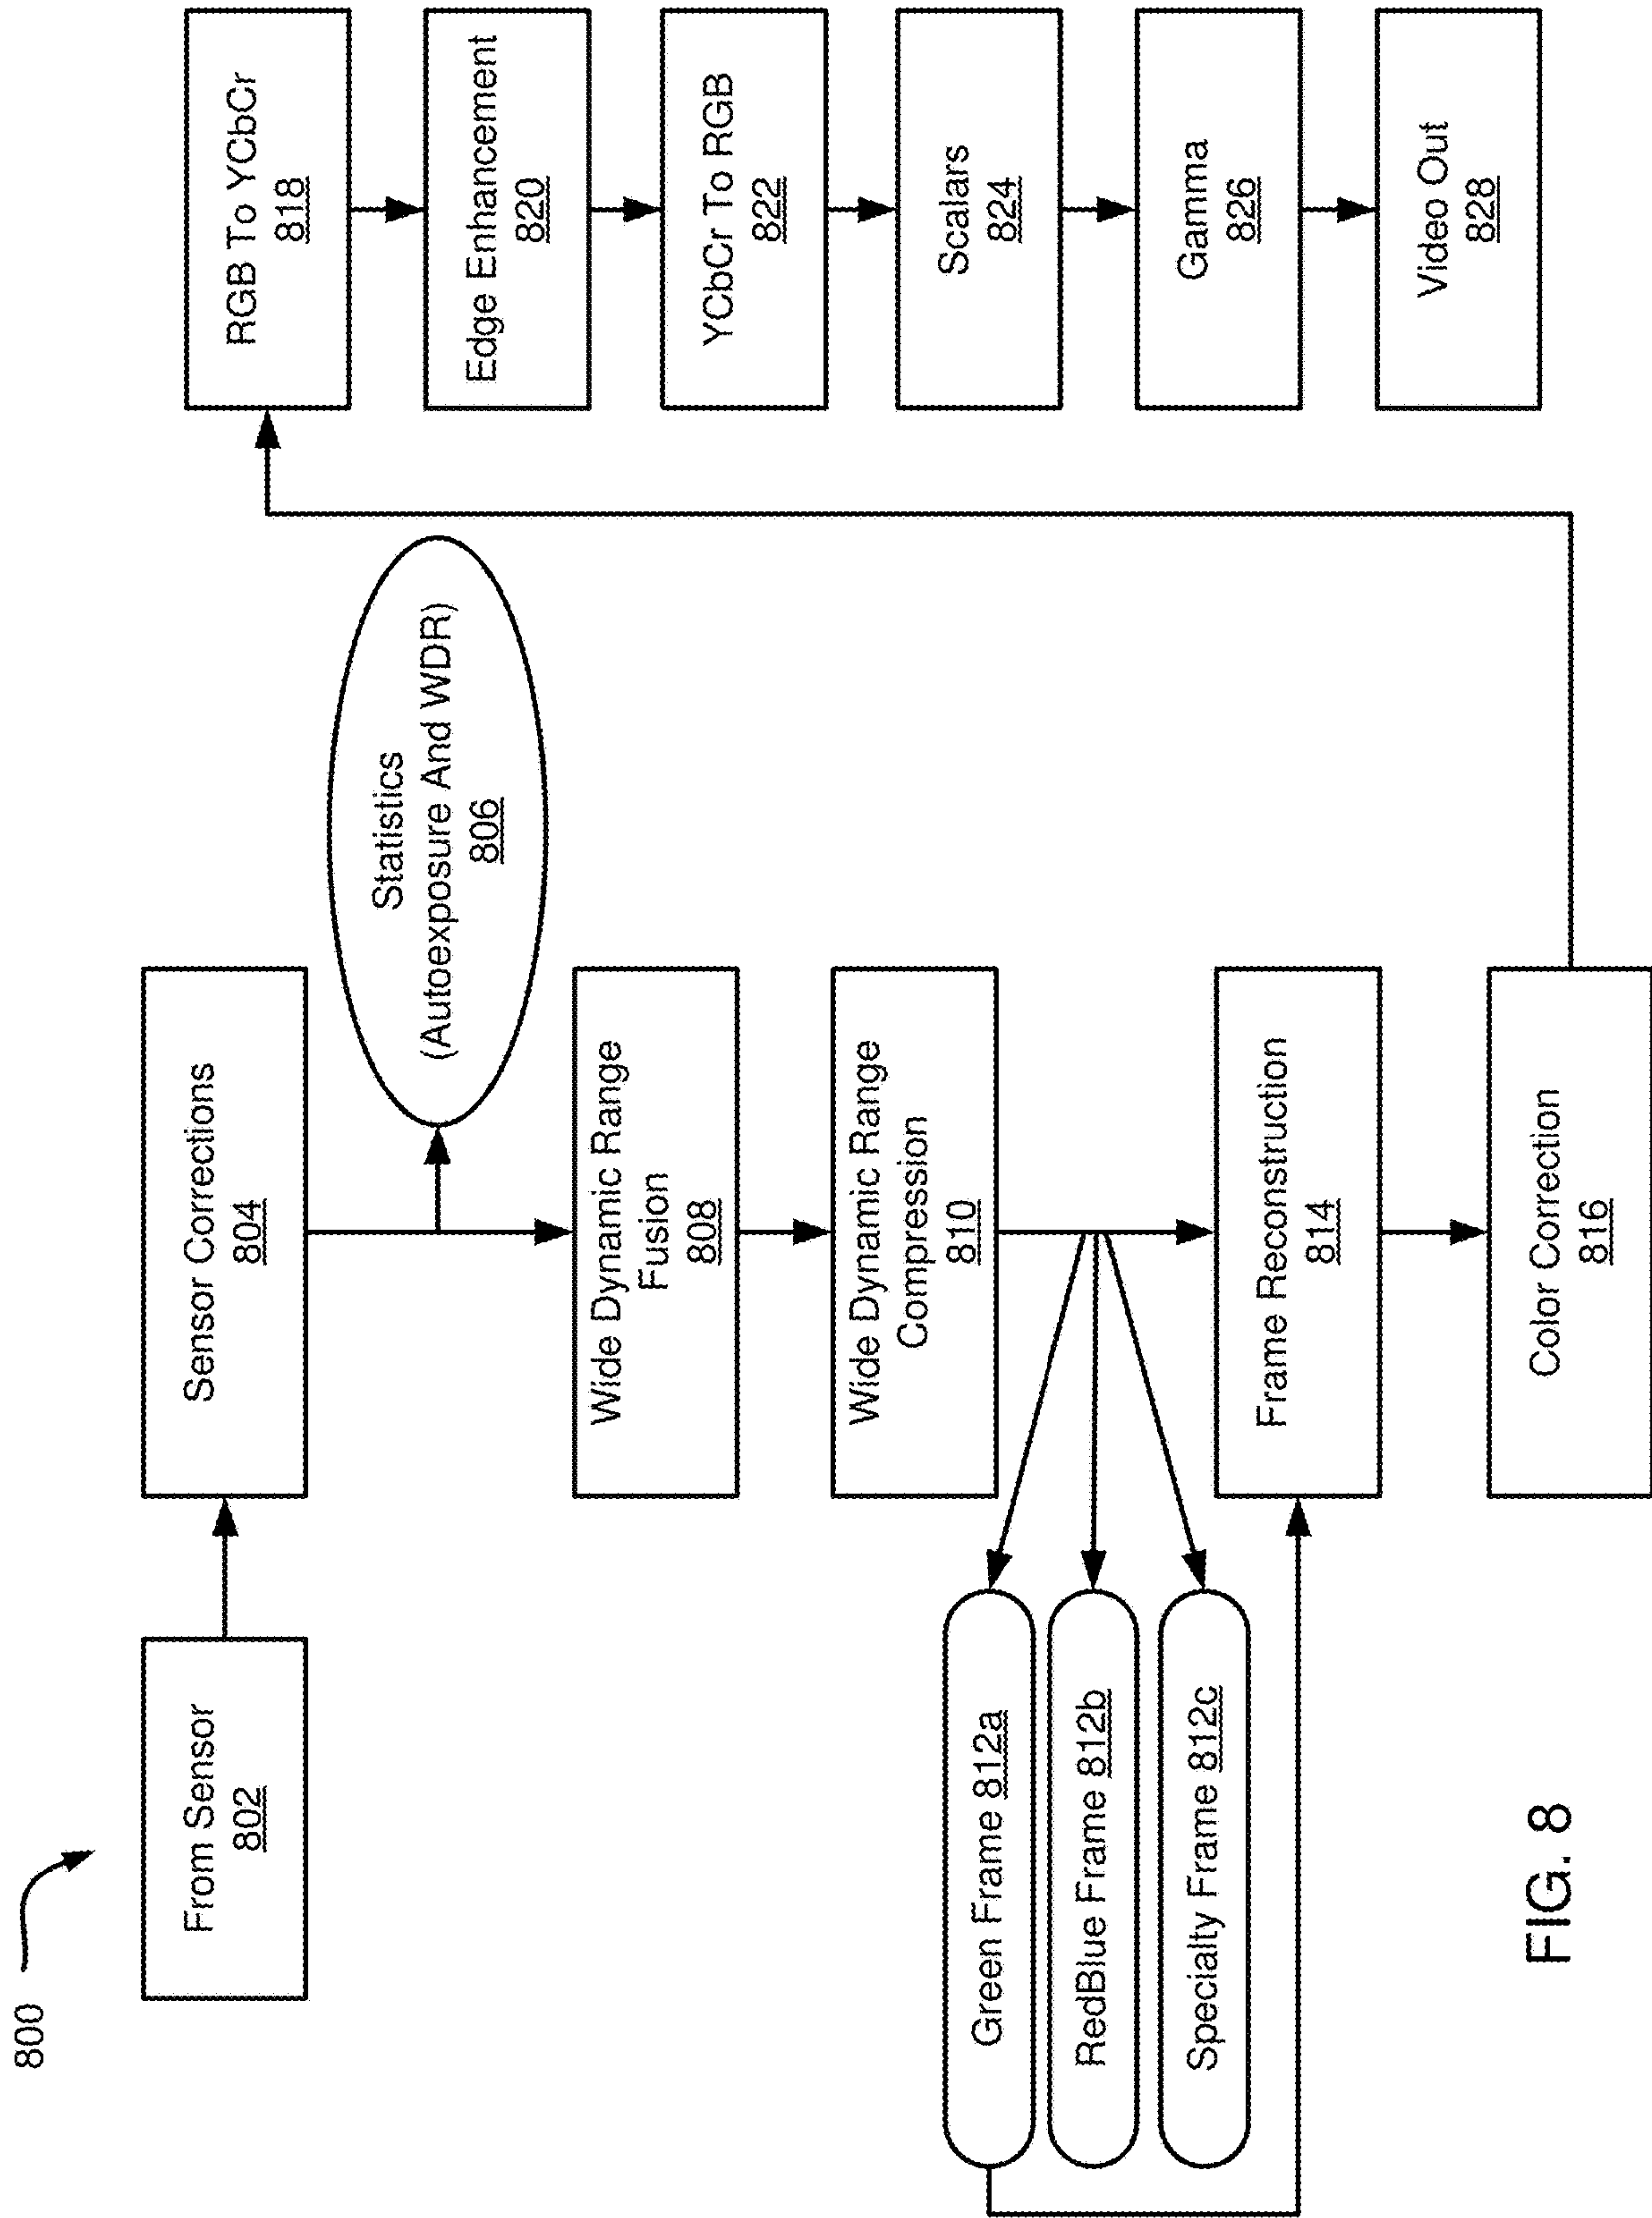 800
From Sensor
802
Sensor Corrections
804
Statistics
(Autoexposure And WDR)
806
Wide Dynamic Range
Fusion
808
Wide Dynamic Range
Compression
810
Green Frame 812a
RedBlue Frame 812b
Specialty Frame 812c
Frame Reconstruction
814
Color Correction
816
RGB To YCbCr
818
Edge Enhancement
820
YCbCr To RGB
822
Scalars
824
Gamma
826
Video Out
828
FIG. 8